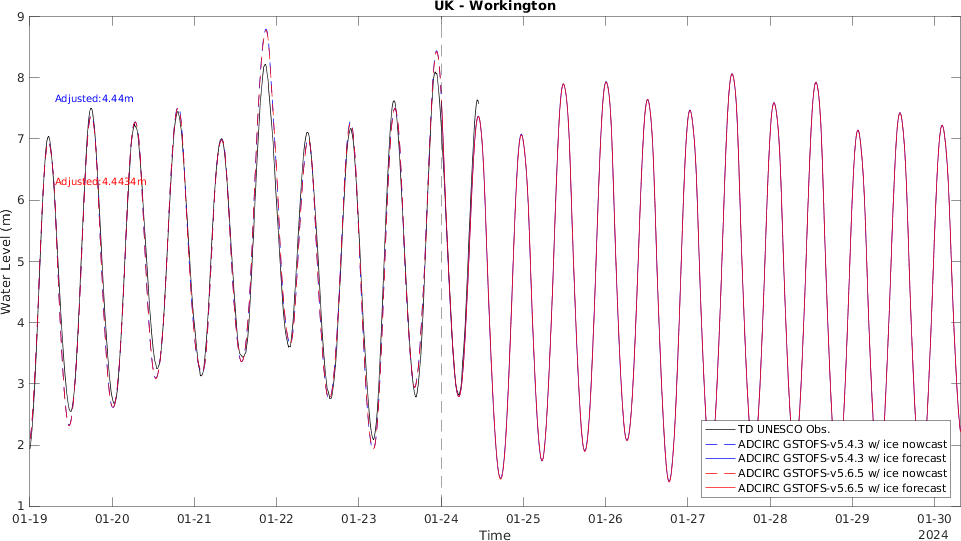 UK - Workington
9
8
7
6
5
4
3
2
1
Water Level (m)
Adjusted:4.44m
Adjusted:4.4434m
TD UNESCO Obs.
ADCIRC GSTOFS-v5.4.3 w/ ice nowcast
ADCIRC GSTOFS-v5.4.3 w/ ice forecast
ADCIRC GSTOFS-v5.6.5 w/ ice nowcast
ADCIRC GSTOFS-v5.6.5 w/ ice forecast
01-19 01-20 01-21 01-22 01-23 01-24 01-25 01-26 01-27 01-28 01-29 01-30
Time
2024